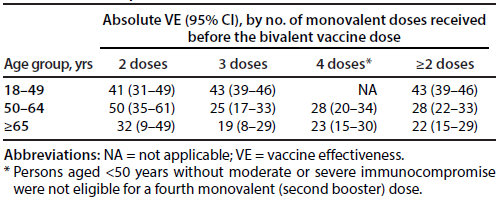 Absolute VE (95% CI), by no. of monovalent doses received
before the bivalent vaccine dose
Age group, yrs 2 doses 3 doses 4 doses* ≥2 doses
18–49 41 (31–49) 43 (39–46) NA 43 (39–46)
50–64 50 (35–61) 25 (17–33) 28 (20–34) 28 (22–33)
≥65 32 (9–49) 19 (8–29) 23 (15–30) 22 (15–29)
Abbreviations: NA = not applicable; VE = vaccine effectiveness.
* Persons aged <50 years without moderate or severe immunocompromise
were not eligible for a fourth monovalent (second booster) dose.